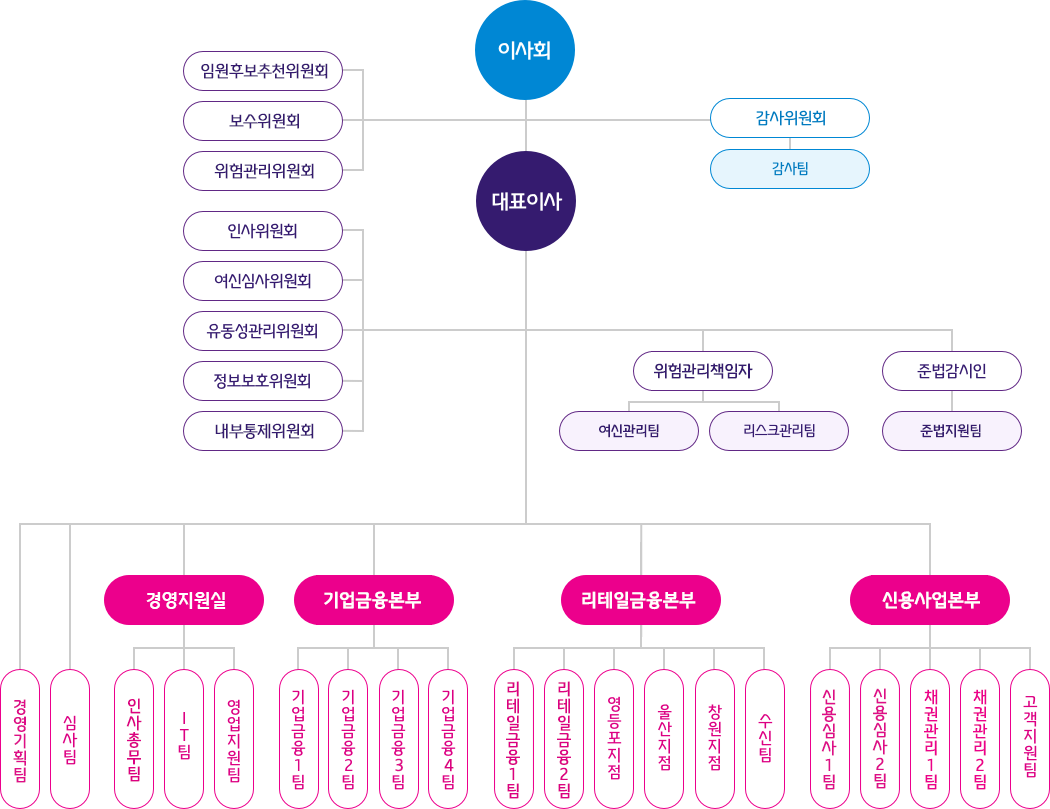 이사회
임원후보추천위원회
보수위원회
위험관리위원회
감사위원회
감사팀
대표이사
인사위원회
여신심사위원회
유동성관리위원회
정보보호위원회
내부통제위원회
위험관리책임자
준법감시인
여신관리팀
리스크관리팀
준법지원팀
경영지원실
기업금융본부
리테일금융본부
신용사업본부
경영기획팀
심사팀
인사총무팀
IT팀
영업지원팀
기업금융1팀
기업금융2팀
기업금융3팀
기업금융4팀
리테일금융1팀
리테일금융2팀
영등포지점
울산지점
창원지점
수신팀
신용심사1팀
신용심사2팀
채권관리1팀
채권관리2팀
고객지원팀